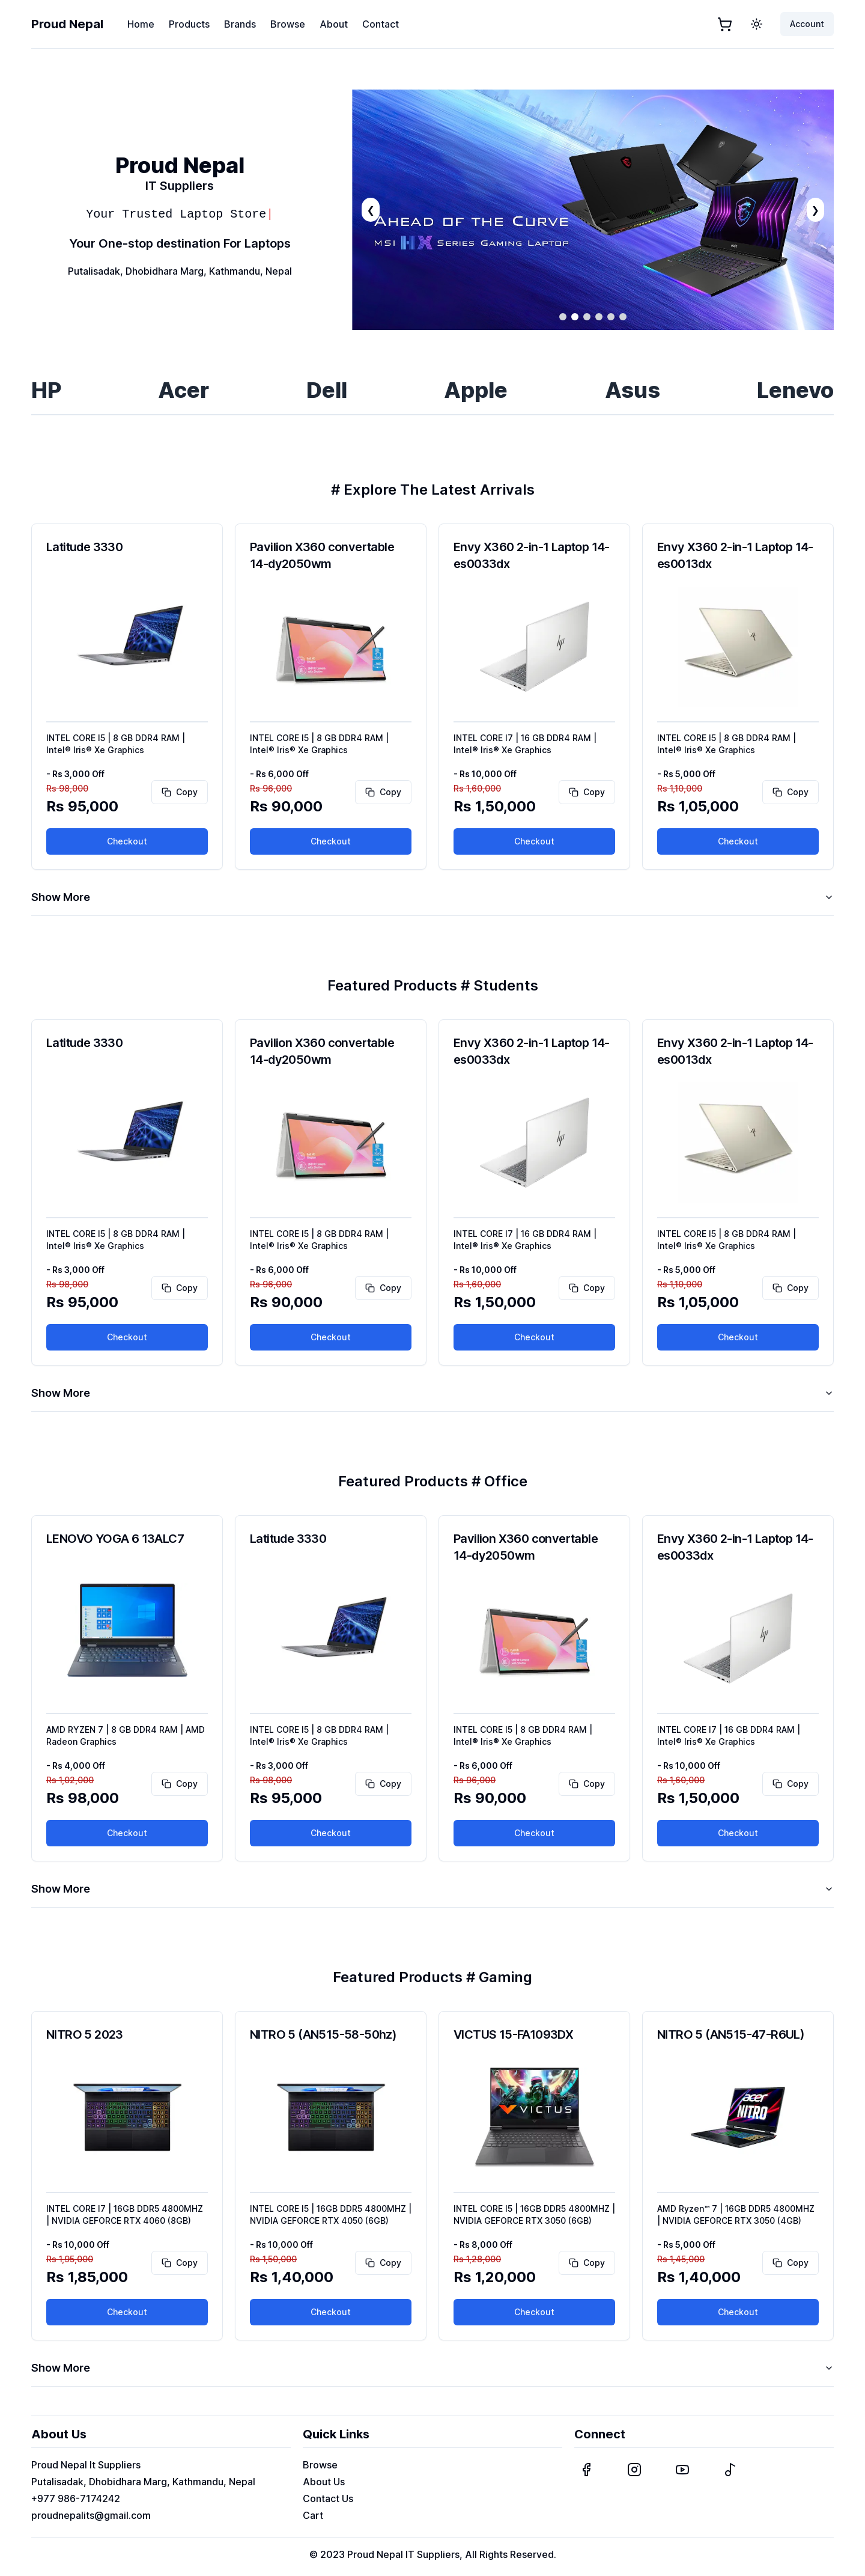 Proud Nepal Home Products Brands Browse About Contact Account
Proud Nepal
IT Suppliers
Your Trusted Laptop Store
Your One-stop destination For Laptops
Putalisadak, Dhobidhara Marg, Kathmandu, Nepal
Ahead of the Curve
MSI HX Series Gaming Laptop
HP Acer Dell Apple Asus Lenevo
# Explore The Latest Arrivals
Latitude 3330
INTEL CORE I5 | 8 GB DDR4 RAM |
Intel® Iris® Xe Graphics
- Rs 3,000 Off
Rs 98,000
Rs 95,000
Copy
Checkout
Pavilion X360 convertable
14-dy2050wm
INTEL CORE I5 | 8 GB DDR4 RAM |
Intel® Iris® Xe Graphics
- Rs 6,000 Off
Rs 96,000
Rs 90,000
Copy
Checkout
Envy X360 2-in-1 Laptop 14-
es0033dx
INTEL CORE I7 | 16 GB DDR4 RAM |
Intel® Iris® Xe Graphics
- Rs 10,000 Off
Rs 1,60,000
Rs 1,50,000
Copy
Checkout
Envy X360 2-in-1 Laptop 14-
es0013dx
INTEL CORE I5 | 8 GB DDR4 RAM |
Intel® Iris® Xe Graphics
- Rs 5,000 Off
Rs 1,10,000
Rs 1,05,000
Copy
Checkout
Show More
Featured Products # Students
Latitude 3330
INTEL CORE I5 | 8 GB DDR4 RAM |
Intel® Iris® Xe Graphics
- Rs 3,000 Off
Rs 98,000
Rs 95,000
Copy
Checkout
Pavilion X360 convertable
14-dy2050wm
INTEL CORE I5 | 8 GB DDR4 RAM |
Intel® Iris® Xe Graphics
- Rs 6,000 Off
Rs 96,000
Rs 90,000
Copy
Checkout
Envy X360 2-in-1 Laptop 14-
es0033dx
INTEL CORE I7 | 16 GB DDR4 RAM |
Intel® Iris® Xe Graphics
- Rs 10,000 Off
Rs 1,60,000
Rs 1,50,000
Copy
Checkout
Envy X360 2-in-1 Laptop 14-
es0013dx
INTEL CORE I5 | 8 GB DDR4 RAM |
Intel® Iris® Xe Graphics
- Rs 5,000 Off
Rs 1,10,000
Rs 1,05,000
Copy
Checkout
Show More
Featured Products # Office
LENOVO YOGA 6 13ALC7
AMD RYZEN 7 | 8 GB DDR4 RAM | AMD
Radeon Graphics
- Rs 4,000 Off
Rs 1,02,000
Rs 98,000
Copy
Checkout
Latitude 3330
INTEL CORE I5 | 8 GB DDR4 RAM |
Intel® Iris® Xe Graphics
- Rs 3,000 Off
Rs 98,000
Rs 95,000
Copy
Checkout
Pavilion X360 convertable
14-dy2050wm
INTEL CORE I5 | 8 GB DDR4 RAM |
Intel® Iris® Xe Graphics
- Rs 6,000 Off
Rs 96,000
Rs 90,000
Copy
Checkout
Envy X360 2-in-1 Laptop 14-
es0033dx
INTEL CORE I7 | 16 GB DDR4 RAM |
Intel® Iris® Xe Graphics
- Rs 10,000 Off
Rs 1,60,000
Rs 1,50,000
Copy
Checkout
Show More
Featured Products # Gaming
NITRO 5 2023
INTEL CORE I7 | 16GB DDR5 4800MHZ
| NVIDIA GEFORCE RTX 4060 (8GB)
- Rs 10,000 Off
Rs 1,95,000
Rs 1,85,000
Copy
Checkout
NITRO 5 (AN515-58-50hz)
INTEL CORE I5 | 16GB DDR5 4800MHZ |
NVIDIA GEFORCE RTX 4050 (6GB)
- Rs 10,000 Off
Rs 1,50,000
Rs 1,40,000
Copy
Checkout
VICTUS 15-FA1093DX
VICTUS
INTEL CORE I5 | 16GB DDR5 4800MHZ |
NVIDIA GEFORCE RTX 3050 (6GB)
- Rs 8,000 Off
Rs 1,28,000
Rs 1,20,000
Copy
Checkout
NITRO 5 (AN515-47-R6UL)
acer
NITRO
AMD Ryzen™ 7 | 16GB DDR5 4800MHZ
| NVIDIA GEFORCE RTX 3050 (4GB)
- Rs 5,000 Off
Rs 1,45,000
Rs 1,40,000
Copy
Checkout
Show More
About Us
Proud Nepal It Suppliers
Putalisadak, Dhobidhara Marg, Kathmandu, Nepal
+977 986-7174242
proudnepalits@gmail.com
Quick Links
Browse
About Us
Contact Us
Cart
Connect
© 2023 Proud Nepal IT Suppliers, All Rights Reserved.